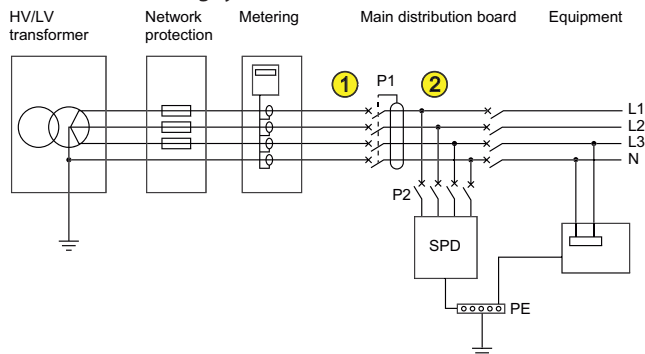 HV/LV
transformer
Network
protection
Metering
Main distribution board
Equipment
1
P1
2
L1
L2
L3
N
P2
SPD
PE